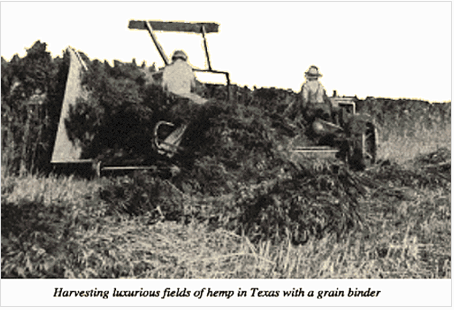 Harvesting luxurious fields of hemp in Texas with a grain binder